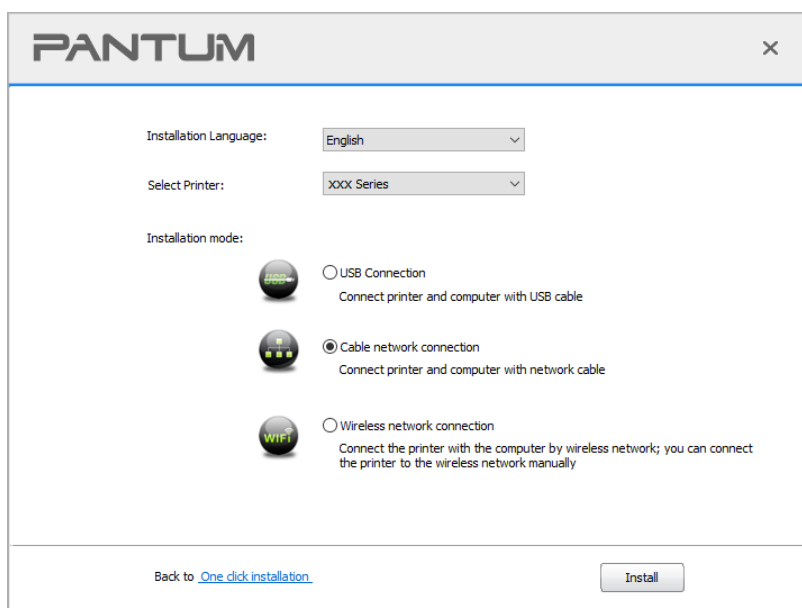 PANTUM
Installation Language:
English
Select Printer:
XXX Series
Installation mode:
USB
USB Connection
Connect printer and computer with USB cable
Cable network connection
Connect printer and computer with network cable
WiFi
Wireless network connection
Connect the printer with the computer by wireless network; you can connect
the printer to the wireless network manually
Back to One click installation
Install